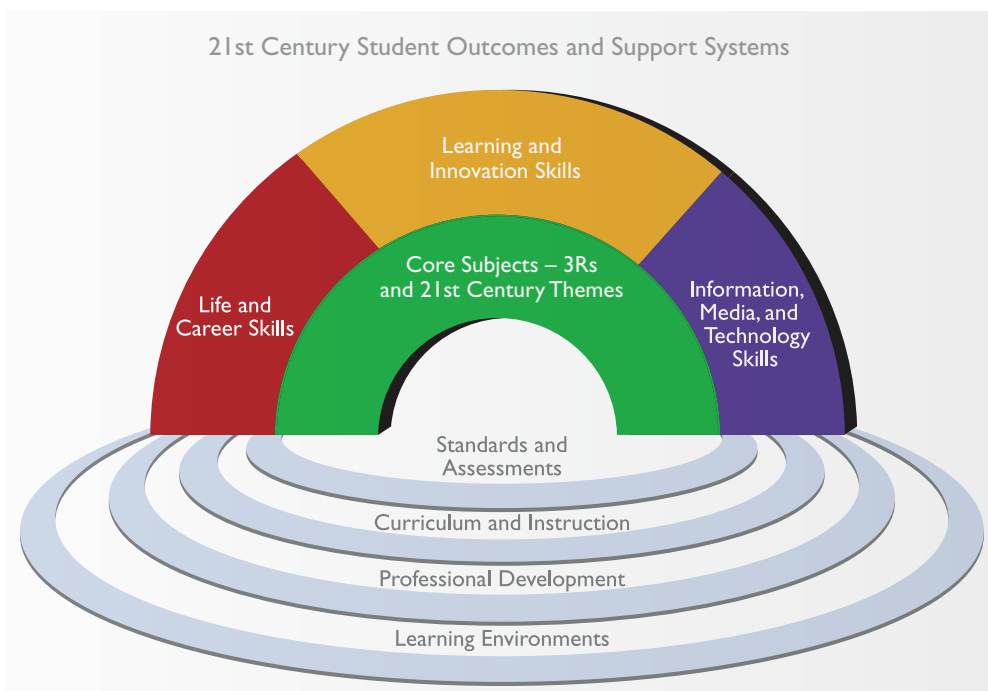 21st Century Student Outcomes and Support Systems
Learning and
Innovation Skills
Core Subjects – 3Rs
and 21st Century Themes
Life and
Career Skills
Information,
Media, and
Technology
Skills
Standards and
Assessments
Curriculum and Instruction
Professional Development
Learning Environments